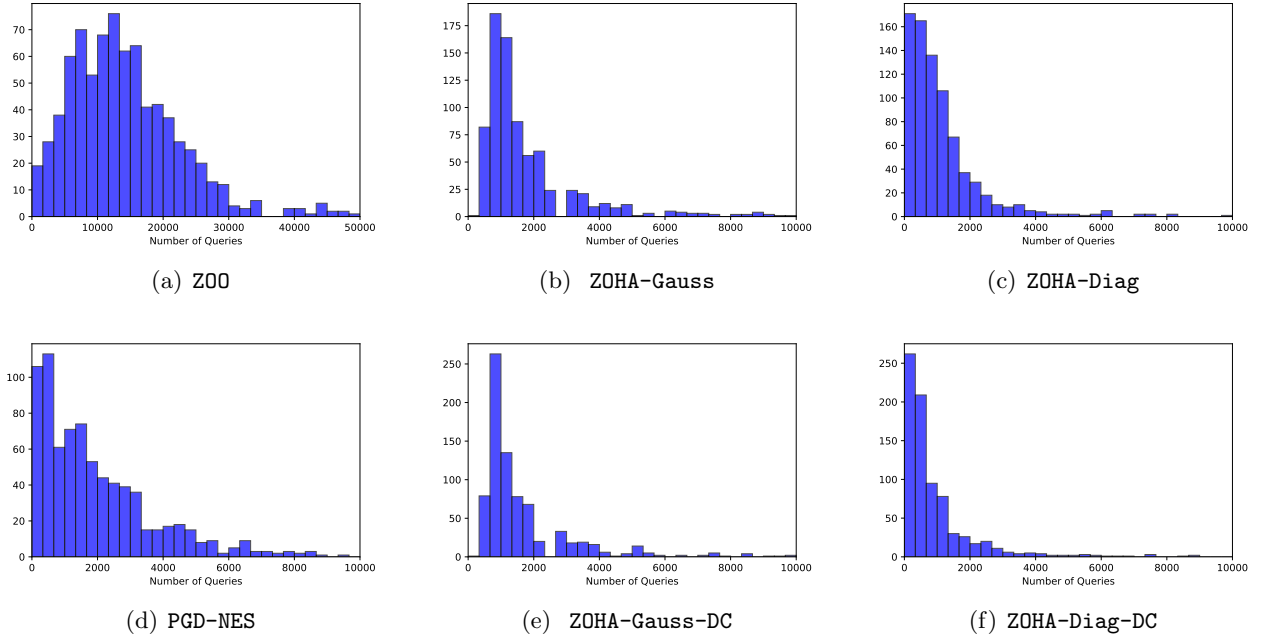 70
60
50
40
30
20
10
0
0 10000 20000 30000 40000 50000
Number of Queries
(a) ZOO
175
150
125
100
75
50
25
0
0 2000 4000 6000 8000 10000
Number of Queries
(b) ZOHA-Gauss
160
140
120
100
80
60
40
20
0
0 2000 4000 6000 8000 10000
Number of Queries
(c) ZOHA-Diag
100
80
60
40
20
0
0 2000 4000 6000 8000 10000
Number of Queries
(d) PGD-NES
250
200
150
100
50
0
0 2000 4000 6000 8000 10000
Number of Queries
(e) ZOHA-Gauss-DC
250
200
150
100
50
0
0 2000 4000 6000 8000 10000
Number of Queries
(f) ZOHA-Diag-DC